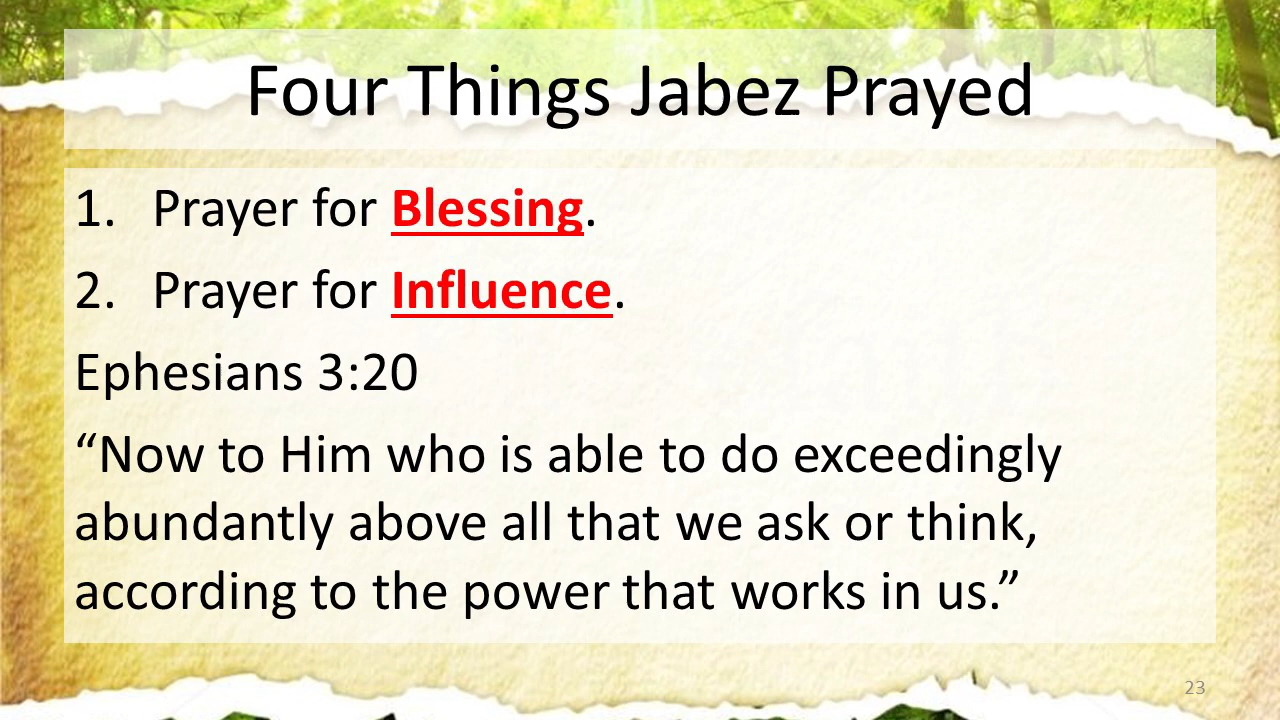 Four Things Jabez Prayed
1. Prayer for Blessing.
2. Prayer for Influence.
Ephesians 3:20
“Now to Him who is able to do exceedingly
abundantly above all that we ask or think,
according to the power that works in us.”
23